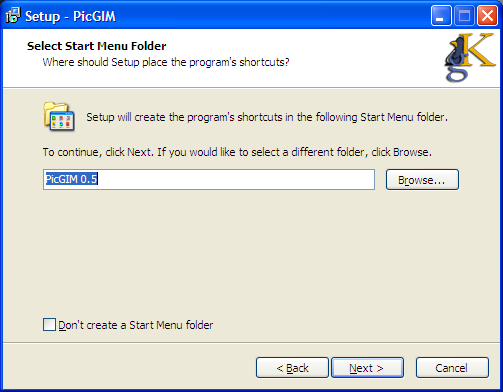 Setup - PicGIM
Select Start Menu Folder
Where should Setup place the program's shortcuts?
gK
Setup will create the program's shortcuts in the following Start Menu folder.
To continue, click Next. If you would like to select a different folder, click Browse.
PicGIM 0.5
Browse...
Don't create a Start Menu folder
< Back
Next >
Cancel